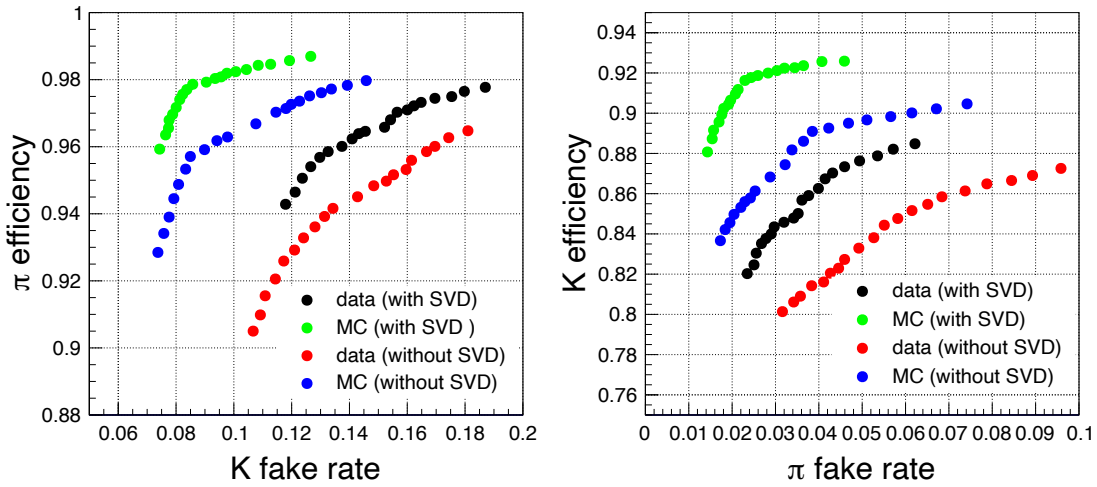 1
0.98
0.96
0.94
0.92
0.9
0.88
π efficiency
data (with SVD)
MC (with SVD )
data (without SVD)
MC (without SVD)
0.06 0.08 0.1 0.12 0.14 0.16 0.18 0.2
K fake rate
0.94
0.92
0.9
0.88
0.86
0.84
0.82
0.8
0.78
0.76
K efficiency
data (with SVD)
MC (with SVD)
data (without SVD)
MC (without SVD)
0 0.01 0.02 0.03 0.04 0.05 0.06 0.07 0.08 0.09 0.1
π fake rate